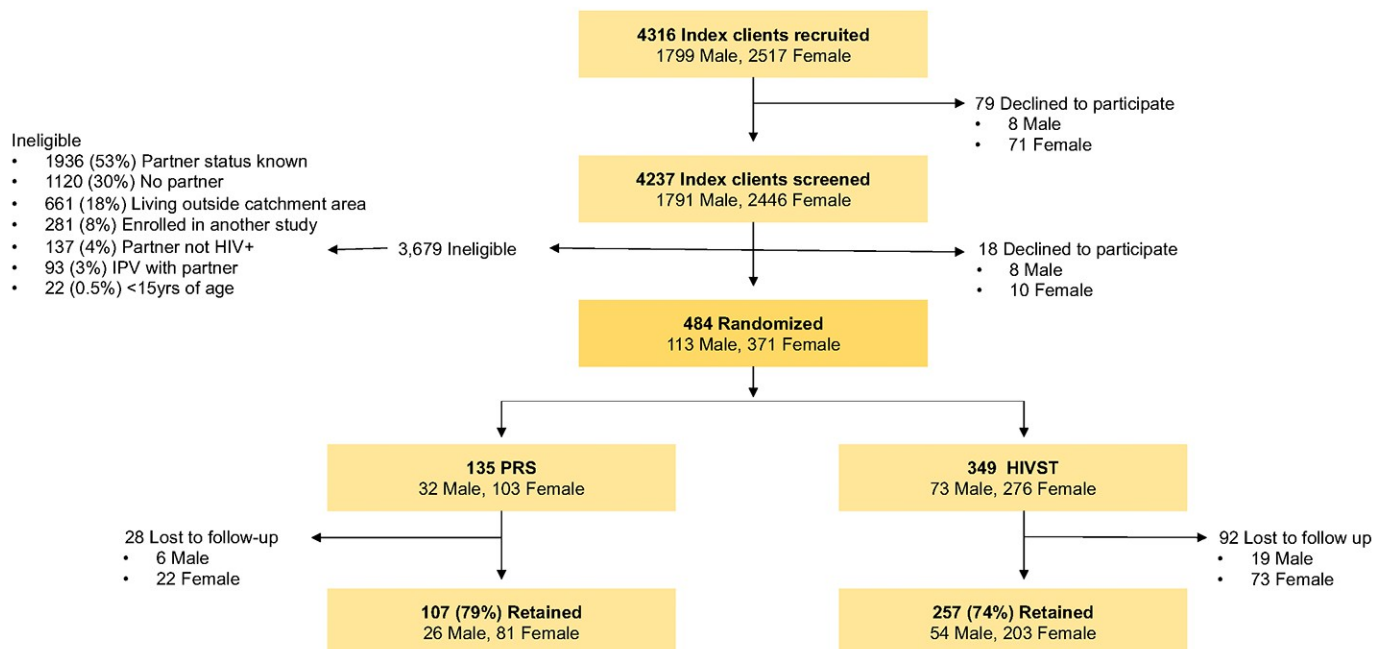 4316 Index clients recruited
1799 Male, 2517 Female
79 Declined to participate
• 8 Male
• 71 Female
4237 Index clients screened
1791 Male, 2446 Female
Ineligible
• 1936 (53%) Partner status known
• 1120 (30%) No partner
• 661 (18%) Living outside catchment area
• 281 (8%) Enrolled in another study
• 137 (4%) Partner not HIV+
• 93 (3%) IPV with partner
• 22 (0.5%) <15yrs of age
3,679 Ineligible
18 Declined to participate
• 8 Male
• 10 Female
484 Randomized
113 Male, 371 Female
135 PRS
32 Male, 103 Female
349 HIVST
73 Male, 276 Female
28 Lost to follow-up
• 6 Male
• 22 Female
92 Lost to follow up
• 19 Male
• 73 Female
107 (79%) Retained
26 Male, 81 Female
257 (74%) Retained
54 Male, 203 Female